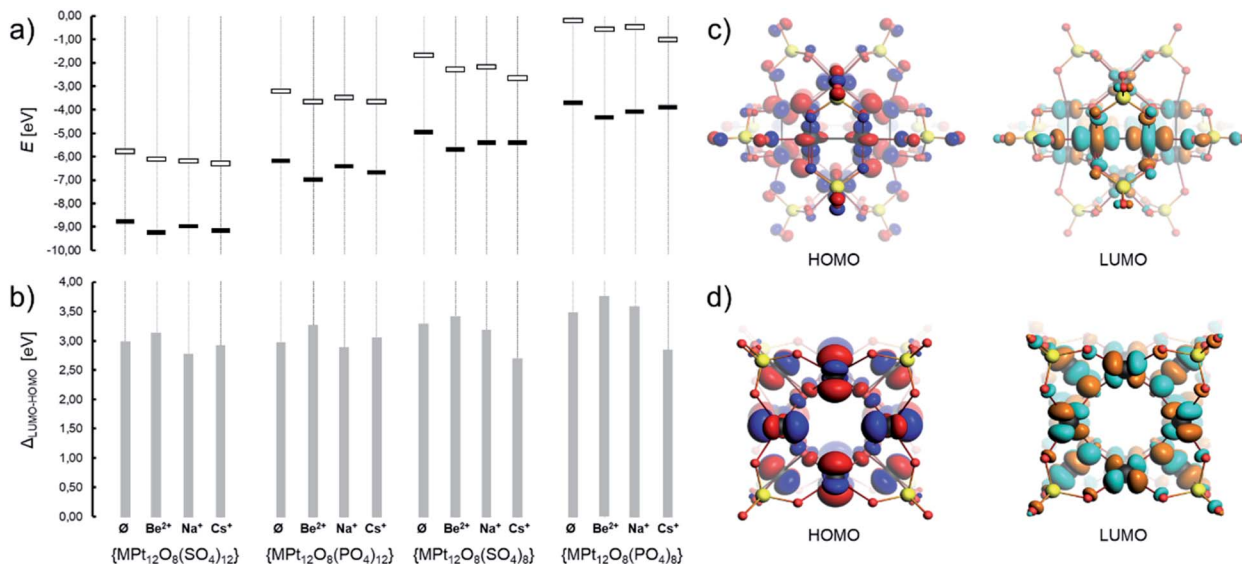 a)
E [eV]
0,00
-1,00
-2,00
-3,00
-4,00
-5,00
-6,00
-7,00
-8,00
-9,00
-10,00
b)
Δ_LUMO-HOMO [eV]
4,00
3,50
3,00
2,50
2,00
1,50
1,00
0,50
0,00
Ø Be²⁺ Na⁺ Cs⁺ Ø Be²⁺ Na⁺ Cs⁺ Ø Be²⁺ Na⁺ Cs⁺ Ø Be²⁺ Na⁺ Cs⁺
{MPt₁₂O₈(SO₄)₁₂} {MPt₁₂O₈(PO₄)₁₂} {MPt₁₂O₈(SO₄)₈} {MPt₁₂O₈(PO₄)₈}
c)
HOMO LUMO
d)
HOMO LUMO